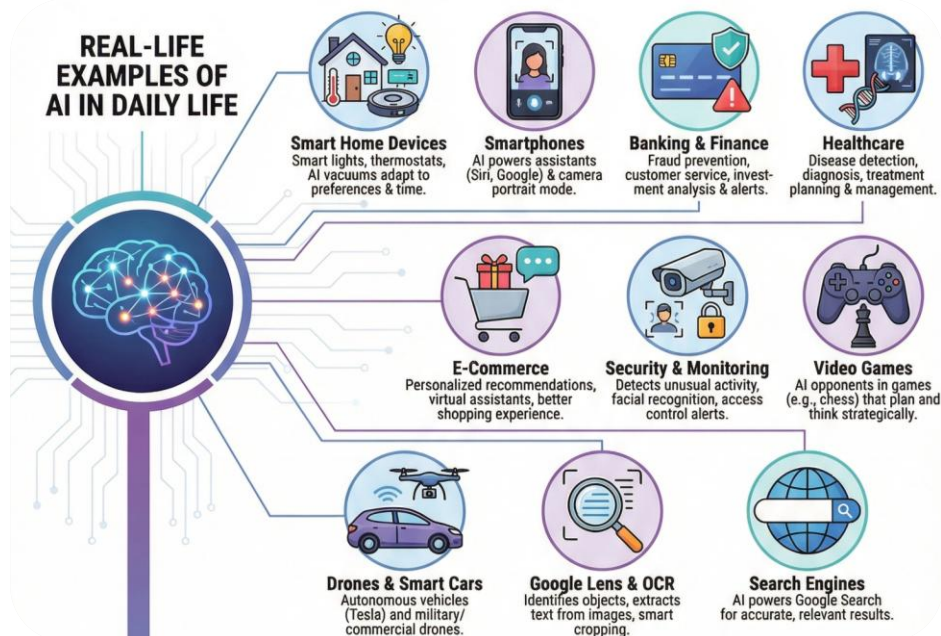 REAL-LIFE
EXAMPLES OF
AI IN DAILY LIFE
Smart Home Devices
Smart lights, thermostats,
AI vacuums adapt to
preferences & time.
Smartphones
AI powers assistants
(Siri, Google) & camera
portrait mode.
Banking & Finance
Fraud prevention,
customer service, invest-
ment analysis & alerts.
Healthcare
Disease detection,
diagnosis, treatment
planning & management.
E-Commerce
Personalized recommendations,
virtual assistants, better
shopping experience.
Security & Monitoring
Detects unusual activity,
facial recognition, access
control alerts.
Video Games
AI opponents in games
(e.g., chess) that plan and
think strategically.
Drones & Smart Cars
Autonomous vehicles
(Tesla) and military/
commercial drones.
Google Lens & OCR
Identifies objects, extracts
text from images, smart
cropping.
Search Engines
AI powers Google Search
for accurate, relevant results.